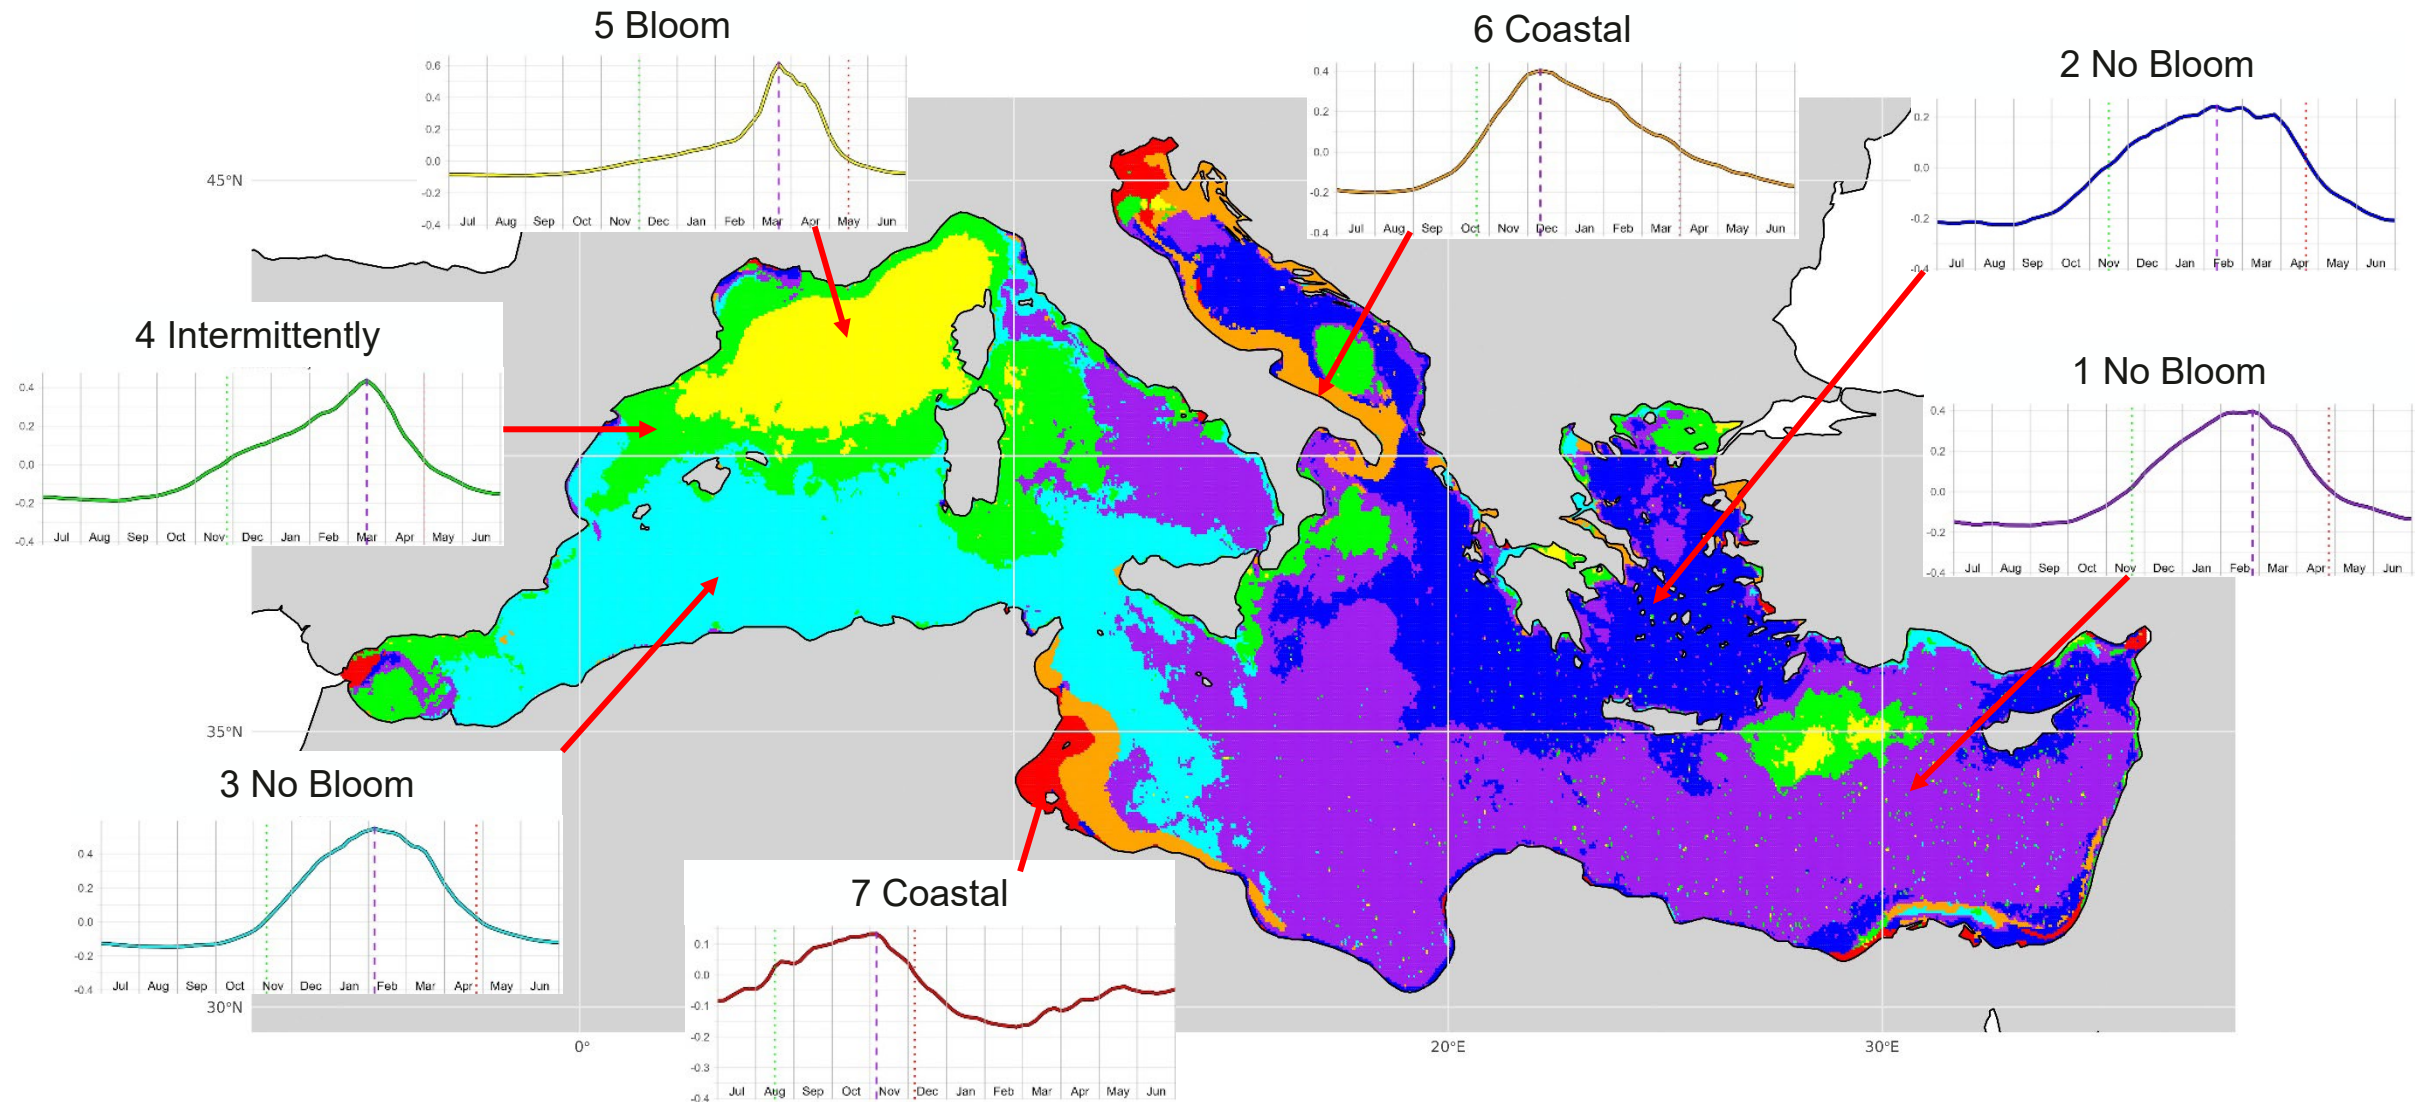 5 Bloom
0.6
0.4
0.2
0.0
-0.2
-0.4
Jul Aug Sep Oct Nov Dec Jan Feb Mar Apr May Jun
6 Coastal
0.4
0.2
0.0
-0.2
-0.4
Jul Aug Sep Oct Nov Dec Jan Feb Mar Apr May Jun
2 No Bloom
0.2
0.0
-0.2
-0.4
Jul Aug Sep Oct Nov Dec Jan Feb Mar Apr May Jun
4 Intermittently
0.4
0.2
0.0
-0.2
-0.4
Jul Aug Sep Oct Nov Dec Jan Feb Mar Apr May Jun
1 No Bloom
0.4
0.2
0.0
-0.2
-0.4
Jul Aug Sep Oct Nov Dec Jan Feb Mar Apr May Jun
3 No Bloom
0.4
0.2
0.0
-0.2
-0.4
Jul Aug Sep Oct Nov Dec Jan Feb Mar Apr May Jun
7 Coastal
0.1
0.0
-0.1
-0.2
-0.3
-0.4
Jul Aug Sep Oct Nov Dec Jan Feb Mar Apr May Jun
45°N
35°N
30°N
0°
20°E
30°E